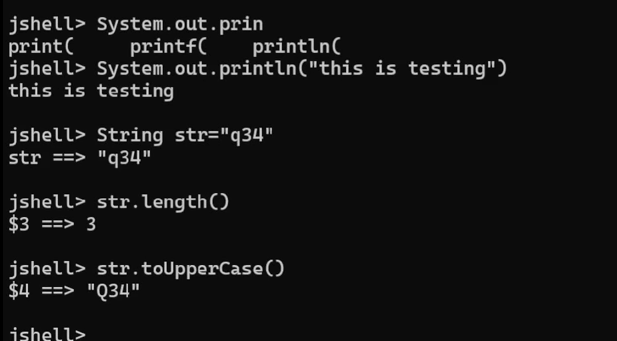 jshell> System.out.prin
print(     printf(    println(
jshell> System.out.println("this is testing")
this is testing
jshell> String str="q34"
str ==> "q34"
jshell> str.length()
$3 ==> 3
jshell> str.toUpperCase()
$4 ==> "Q34"
jshell>